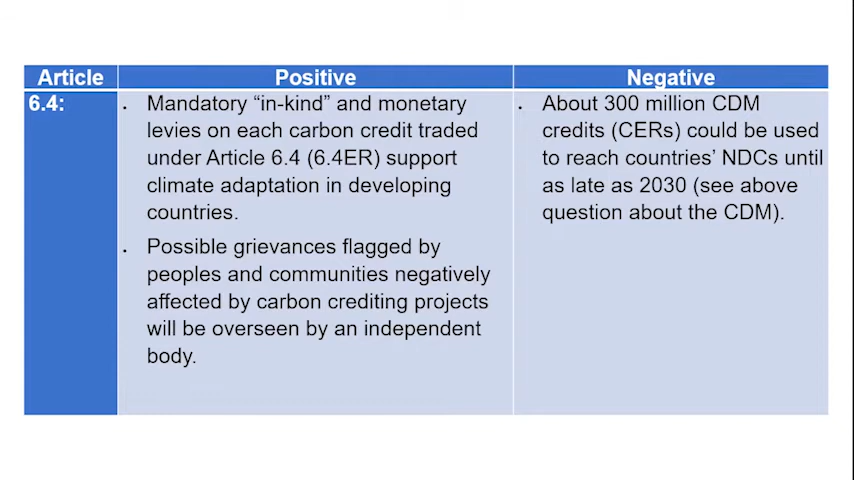 Article Positive Negative
6.4:
• Mandatory “in-kind” and monetary
levies on each carbon credit traded
under Article 6.4 (6.4ER) support
climate adaptation in developing
countries.
• Possible grievances flagged by
peoples and communities negatively
affected by carbon crediting projects
will be overseen by an independent
body.
• About 300 million CDM
credits (CERs) could be used
to reach countries’ NDCs until
as late as 2030 (see above
question about the CDM).